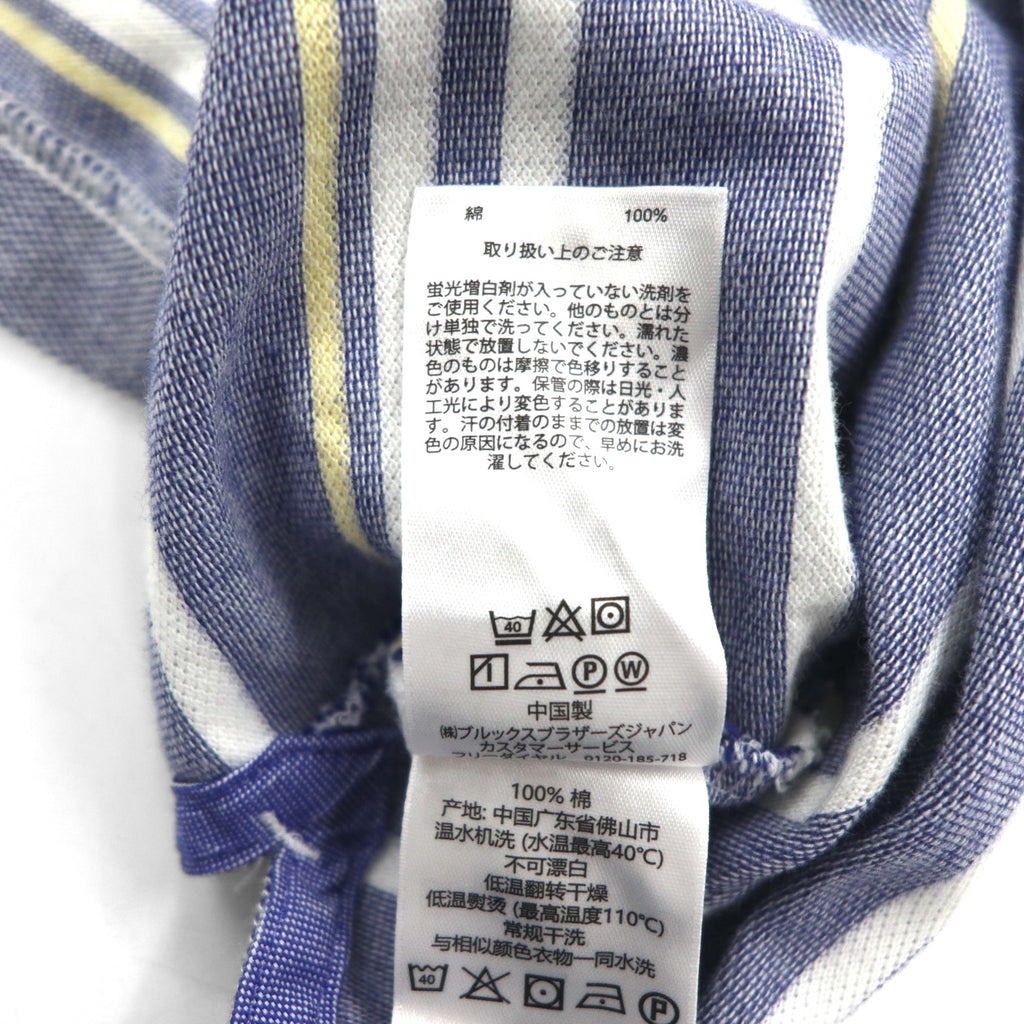 綿 100%
取り扱い上のご注意
蛍光増白剤が入っていない洗剤を
ご使用ください。他のものとは分
け単独で洗ってください。濡れた
状態で放置しないでください。濃
色のものは摩擦で色移りすること
があります。保管の際は日光・人
工光により変色することがありま
す。汗の付着のままでの放置は変
色の原因になるので、早めにお洗
濯してください。
40
P W
中国製
㈱ブルックスブラザーズジャパン
カスタマーサービス
フリーダイヤル 0120-185-718
100% 棉
产地: 中国广东省佛山市
温水机洗 (水温最高40℃)
不可漂白
低温翻转干燥
低温熨烫 (最高温度110℃)
常规干洗
与相似颜色衣物一同水洗
40 P